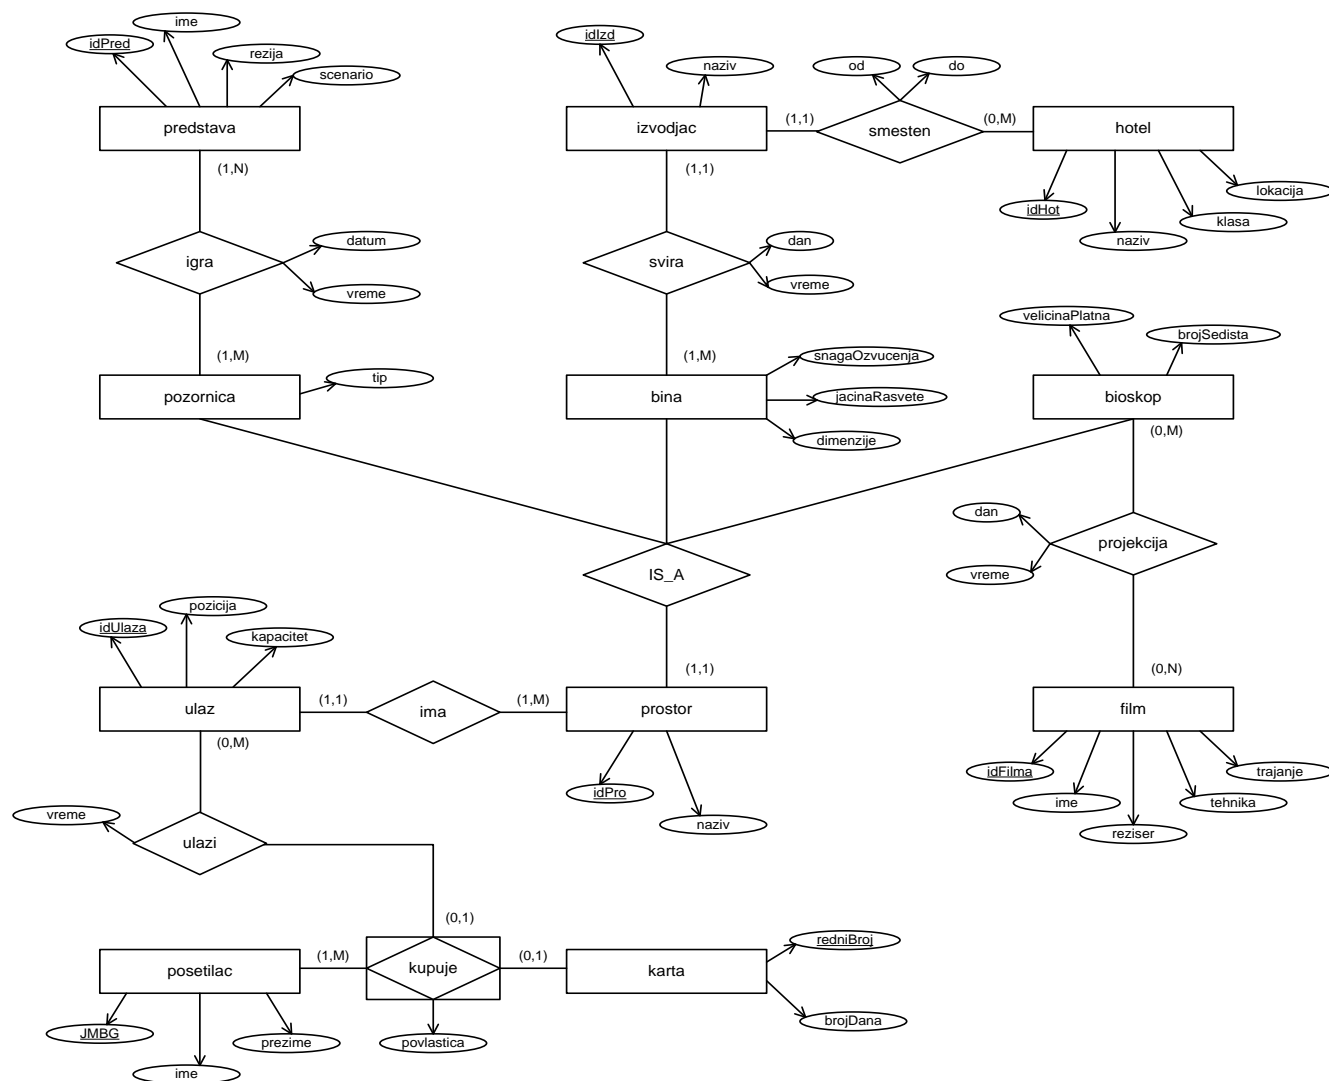 ime
idPred
rezija
scenario
predstava
(1,N)
idIzd
naziv
izvodjac
(1,1)
(1,1)
od
do
smesten
(0,M)
hotel
idHot
naziv
klasa
lokacija
igra
datum
vreme
svira
dan
vreme
(1,M)
pozornica
tip
(1,M)
bina
snagaOzvucenja
jacinaRasvete
dimenzije
velicinaPlatna
brojSedista
bioskop
(0,M)
dan
vreme
projekcija
IS_A
idUlaza
pozicija
kapacitet
ulaz
(0,M)
(1,1)
ima
(1,M)
(1,1)
prostor
idPro
naziv
(0,N)
film
idFilma
ime
reziser
tehnika
trajanje
vreme
ulazi
(0,1)
posetilac
(1,M)
kupuje
(0,1)
karta
redniBroj
brojDana
JMBG
ime
prezime
povlastica